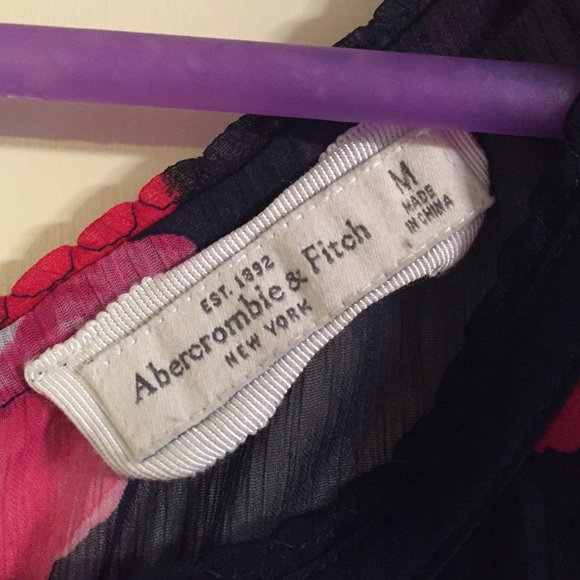 EST. 1892
Abercrombie & Fitch
NEW YORK
M
MADE
IN CHINA